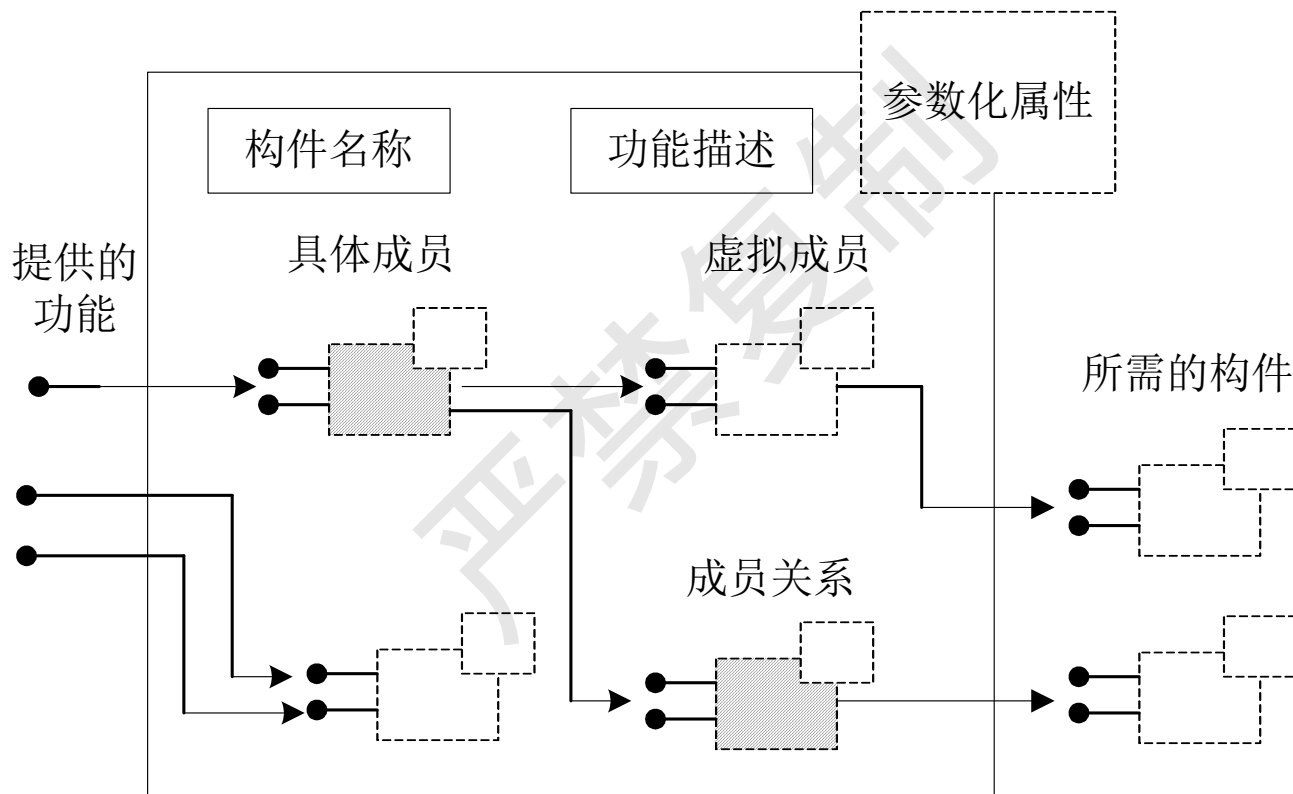 参数化属性
构件名称
功能描述
提供的
功能
具体成员
虚拟成员
所需的构件
成员关系
严禁复制